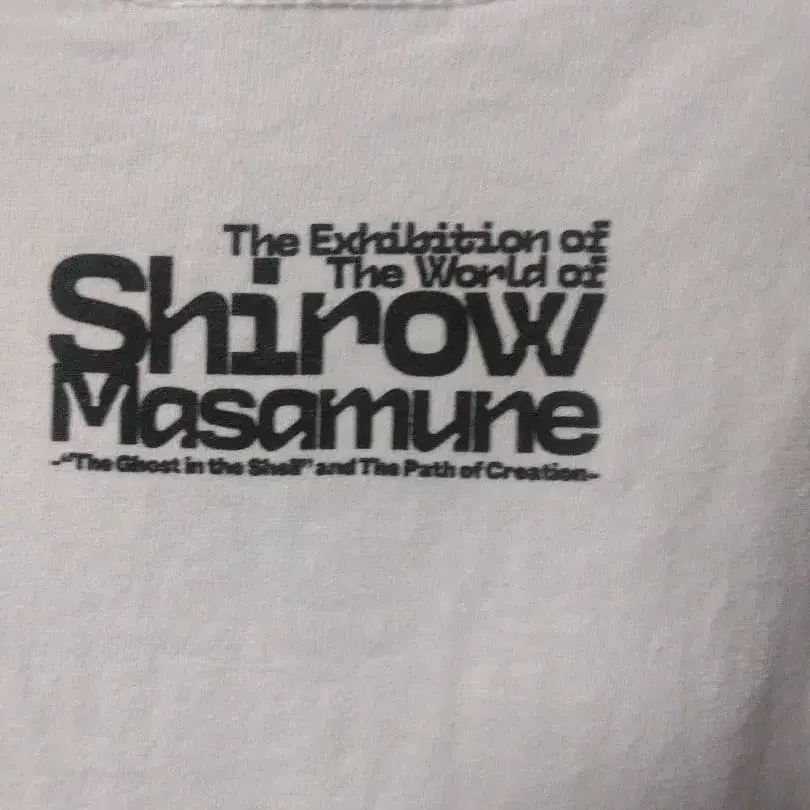 The Exhibition of
The World of
Shirow
Masamune
-“The Ghost in the Shell” and The Path of Creation-